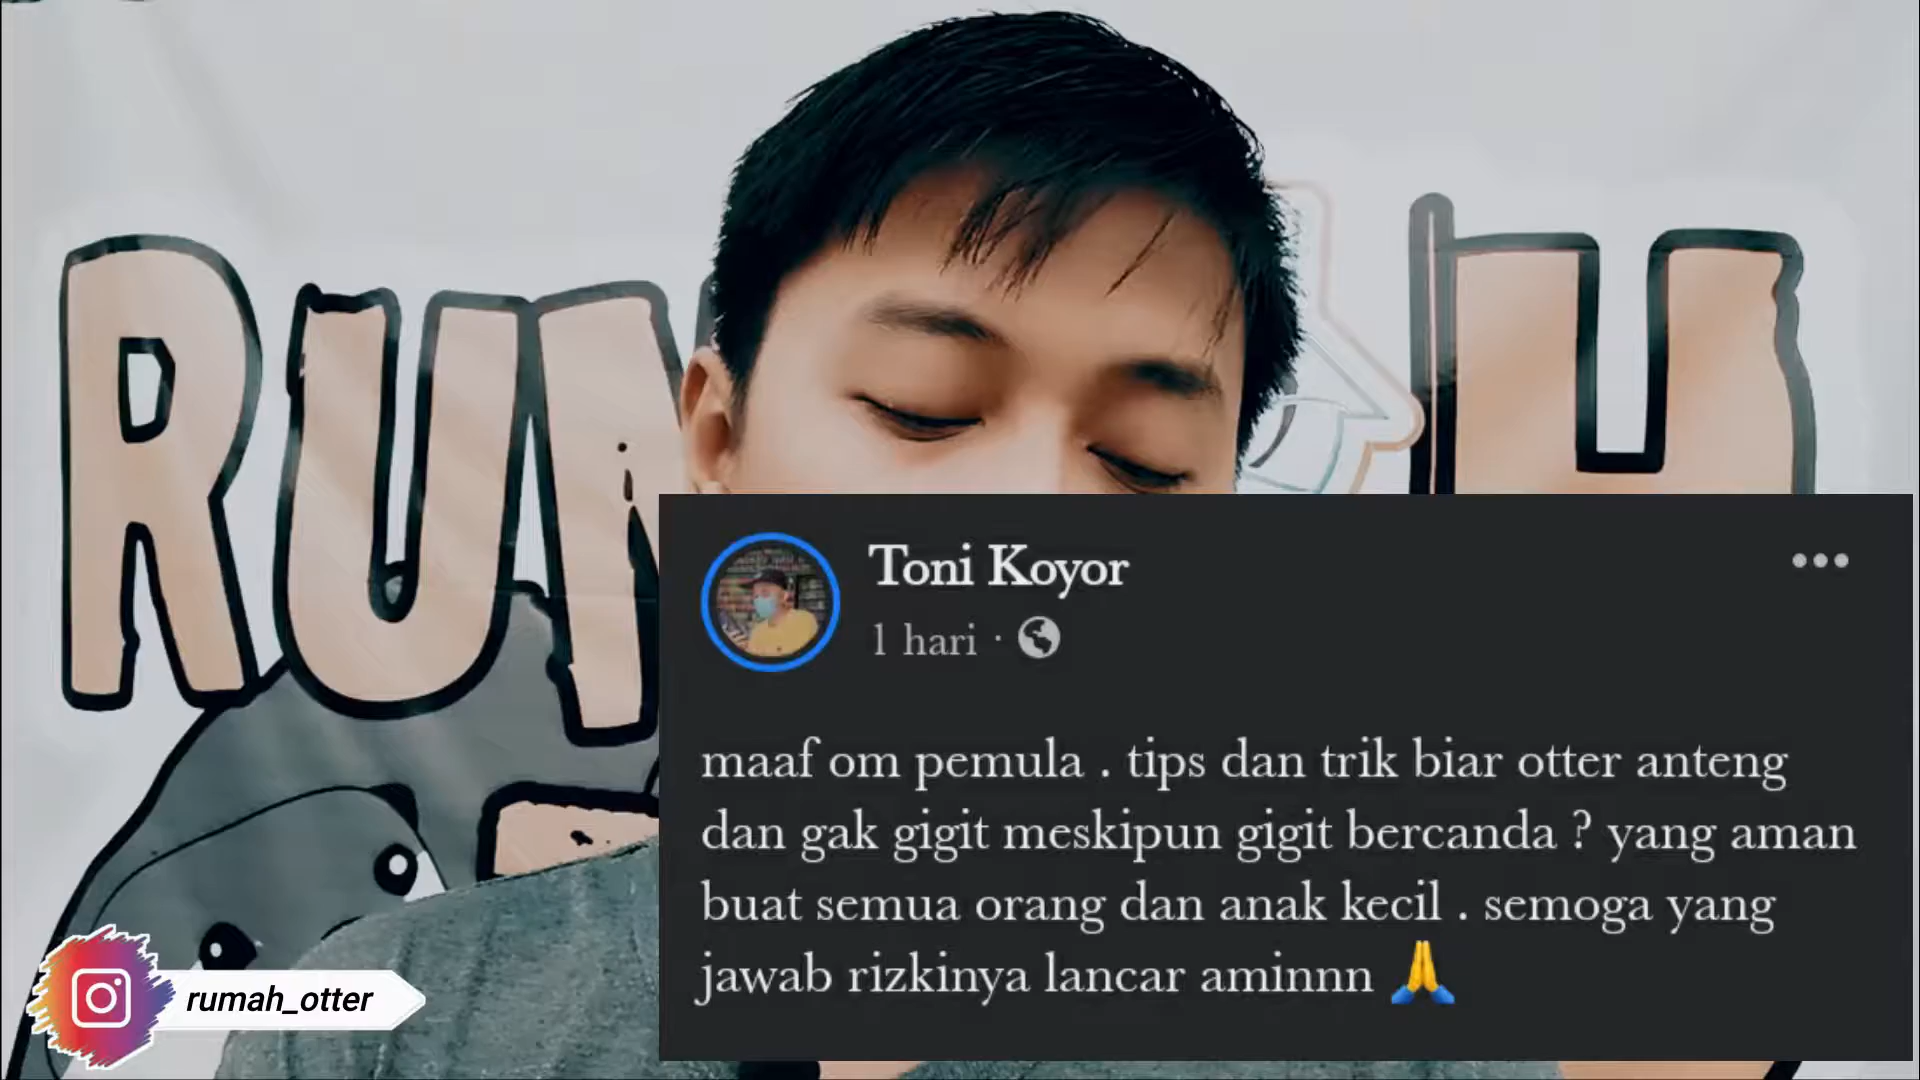 RUMAH
Toni Koyor
1 hari ·
maaf om pemula . tips dan trik biar otter anteng
dan gak gigit meskipun gigit bercanda ? yang aman
buat semua orang dan anak kecil . semoga yang
jawab rizkinya lancar aminnn 🙏
rumah_otter